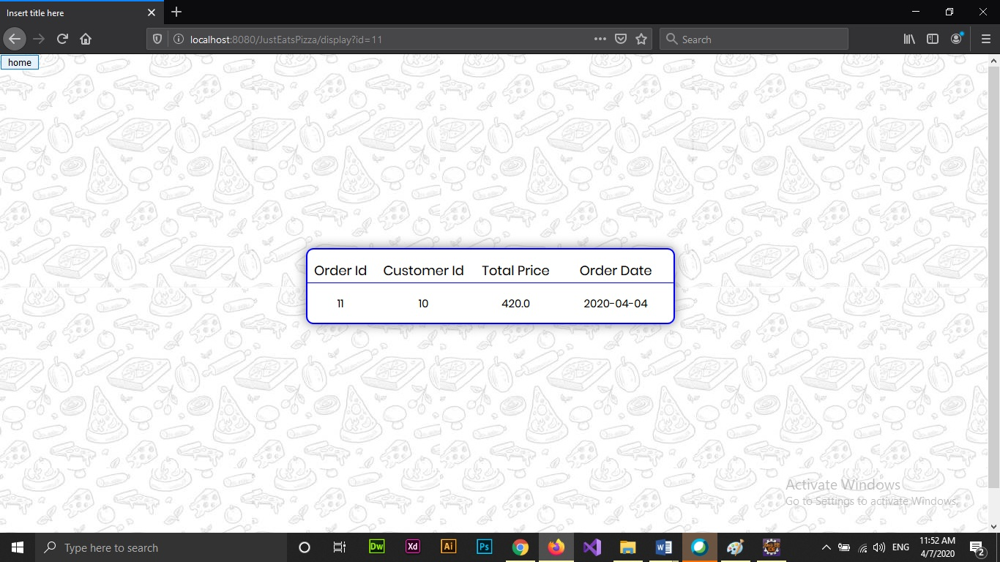 Insert title here
localhost:8080/JustEatsPizza/display?id=11
Search
home
Order Id Customer Id Total Price Order Date
11 10 420.0 2020-04-04
Activate Windows
Go to Settings to activate Windows.
Type here to search
Dw Xd Ai Ps
ENG
11:52 AM
4/7/2020
2